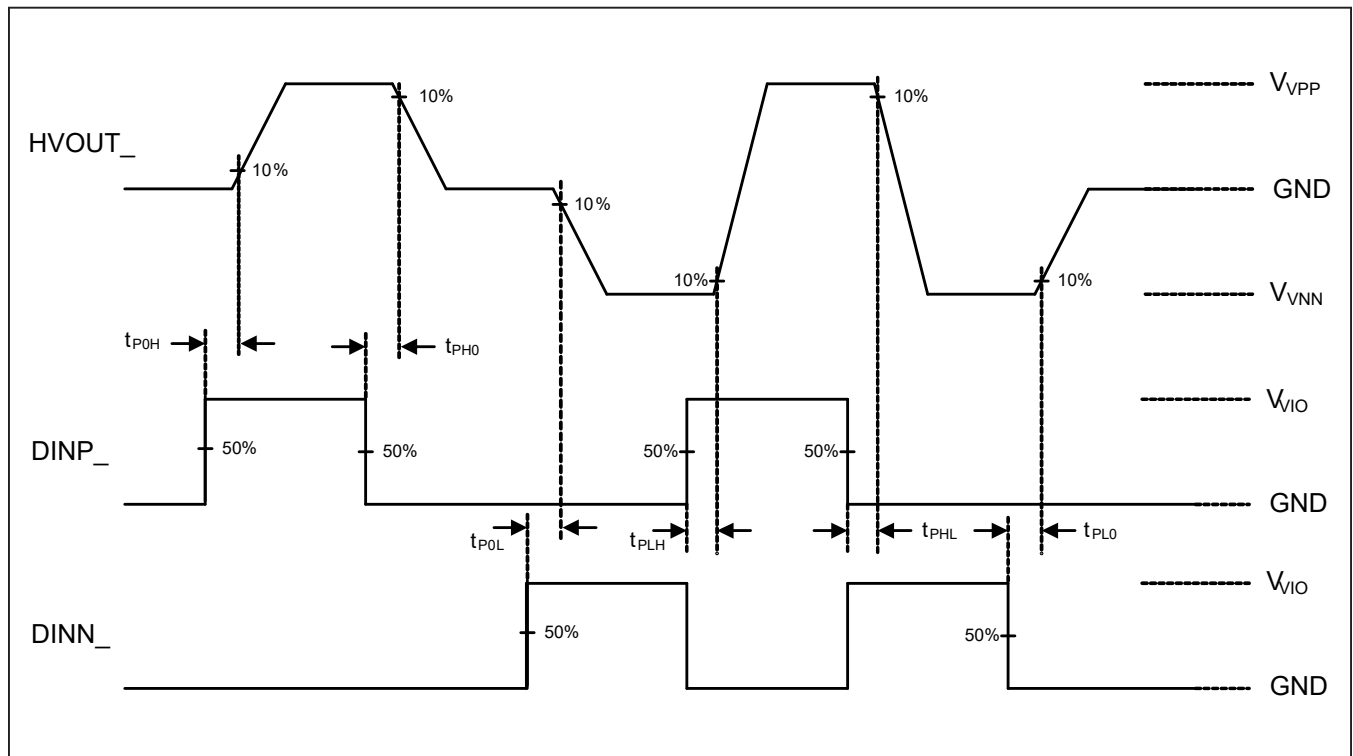 V_VPP
10%
HVOUT_
10%
GND
10%
10%
10%
10%
V_VNN
t_P0H
t_PH0
V_VIO
50%
50%
50%
50%
DINP_
GND
t_P0L
t_PLH
t_PHL
t_PL0
V_VIO
50%
50%
DINN_
GND